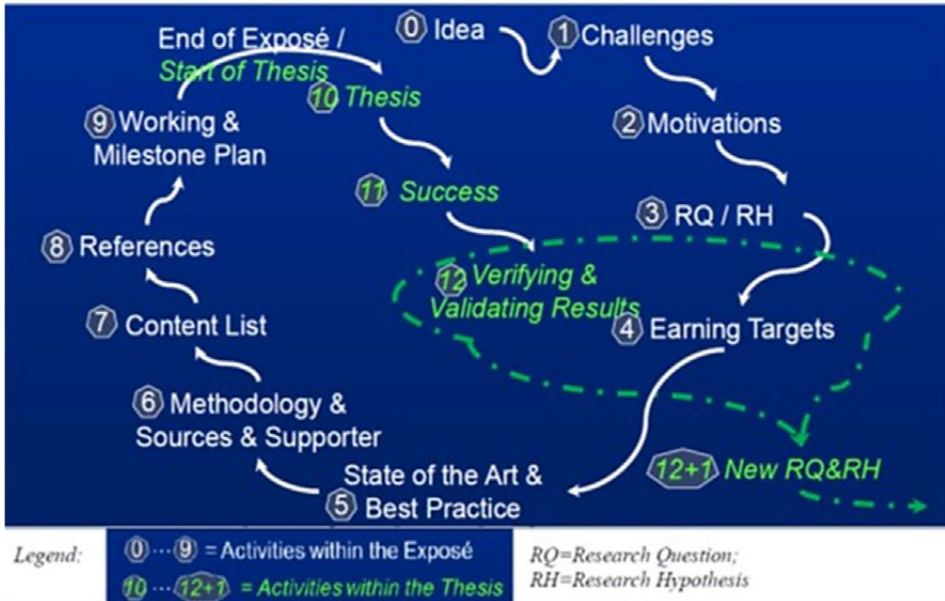 0 Idea
1 Challenges
2 Motivations
3 RQ / RH
4 Earning Targets
State of the Art &
5 Best Practice
6 Methodology &
Sources & Supporter
7 Content List
8 References
9 Working &
Milestone Plan
End of Exposé /
Start of Thesis
10 Thesis
11 Success
12 Verifying &
Validating Results
12+1 New RQ&RH
Legend:
0 ... 9 = Activities within the Exposé
10 ... 12+1 = Activities within the Thesis
RQ=Research Question;
RH=Research Hypothesis